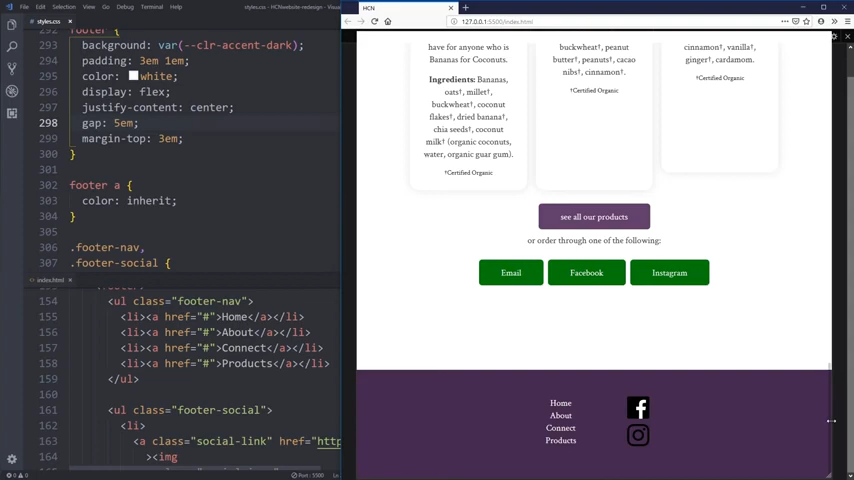 File Edit Selection View Go Debug Terminal Help
styles.css - HCNwebsite-redesign - Visual Studio Code
styles.css ×
292 footer {
293 background: var(--clr-accent-dark);
294 padding: 3em 1em;
295 color: white;
296 display: flex;
297 justify-content: center;
298 gap: 5em;
299 margin-top: 3em;
300 }
301
302 footer a {
303 color: inherit;
304 }
305
306 .footer-nav,
307 .footer-social {
index.html ×
154 <ul class="footer-nav">
155 <li><a href="#">Home</a></li>
156 <li><a href="#">About</a></li>
157 <li><a href="#">Connect</a></li>
158 <li><a href="#">Products</a></li>
159 </ul>
160
161 <ul class="footer-social">
162 <li>
163 <a class="social-link" href="http
164 ><img
0 0
Port : 5500
HCN
127.0.0.1:5500/index.html
have for anyone who is
Bananas for Coconuts.
Ingredients: Bananas,
oats†, millet†,
buckwheat†, coconut
flakes†, dried banana†,
chia seeds†, coconut
milk† (organic coconuts,
water, organic guar gum).
†Certified Organic
buckwheat†, peanut
butter†, peanuts†, cacao
nibs†, cinnamon†.
†Certified Organic
cinnamon†, vanilla†,
ginger†, cardamom.
†Certified Organic
see all our products
or order through one of the following:
Email
Facebook
Instagram
Home
About
Connect
Products